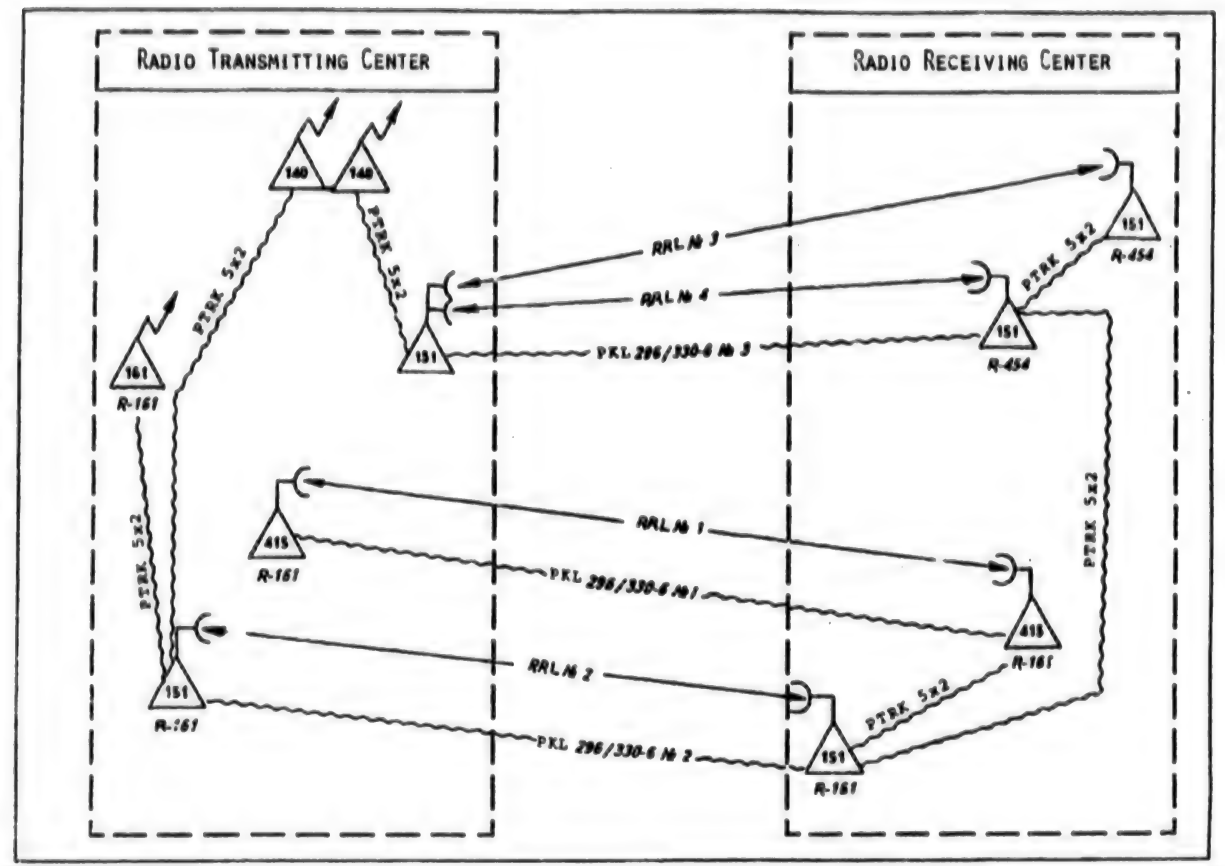 RADIO TRANSMITTING CENTER
RADIO RECEIVING CENTER
140
140
151
R-454
PTRK 5x2
PTRK 5x2
PTRK 5x2
RRL № 3
RRL № 4
151
PKL 296/330-6 № 3
151
R-454
161
R-161
PTRK 5x2
PTRK 5x2
415
R-161
RRL № 1
PKL 296/330-6 №1
415
R-161
151
R-161
RRL № 2
PTRK 5x2
PKL 296/330-6 № 2
151
R-161